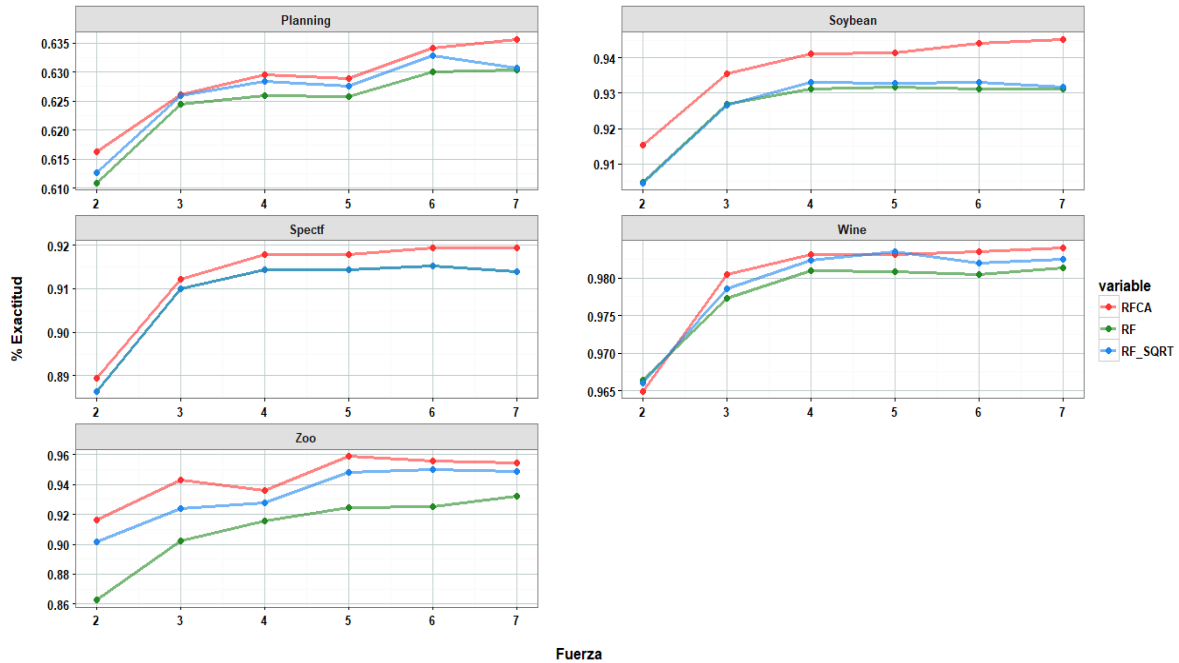 Planning
0.635
0.630
0.625
0.620
0.615
0.610
2 3 4 5 6 7
Soybean
0.94
0.93
0.92
0.91
2 3 4 5 6 7
Spectf
0.92
0.91
0.90
0.89
2 3 4 5 6 7
Wine
0.980
0.975
0.970
0.965
2 3 4 5 6 7
Zoo
0.96
0.94
0.92
0.90
0.88
0.86
2 3 4 5 6 7
% Exactitud
Fuerza
variable
RFCA
RF
RF_SQRT